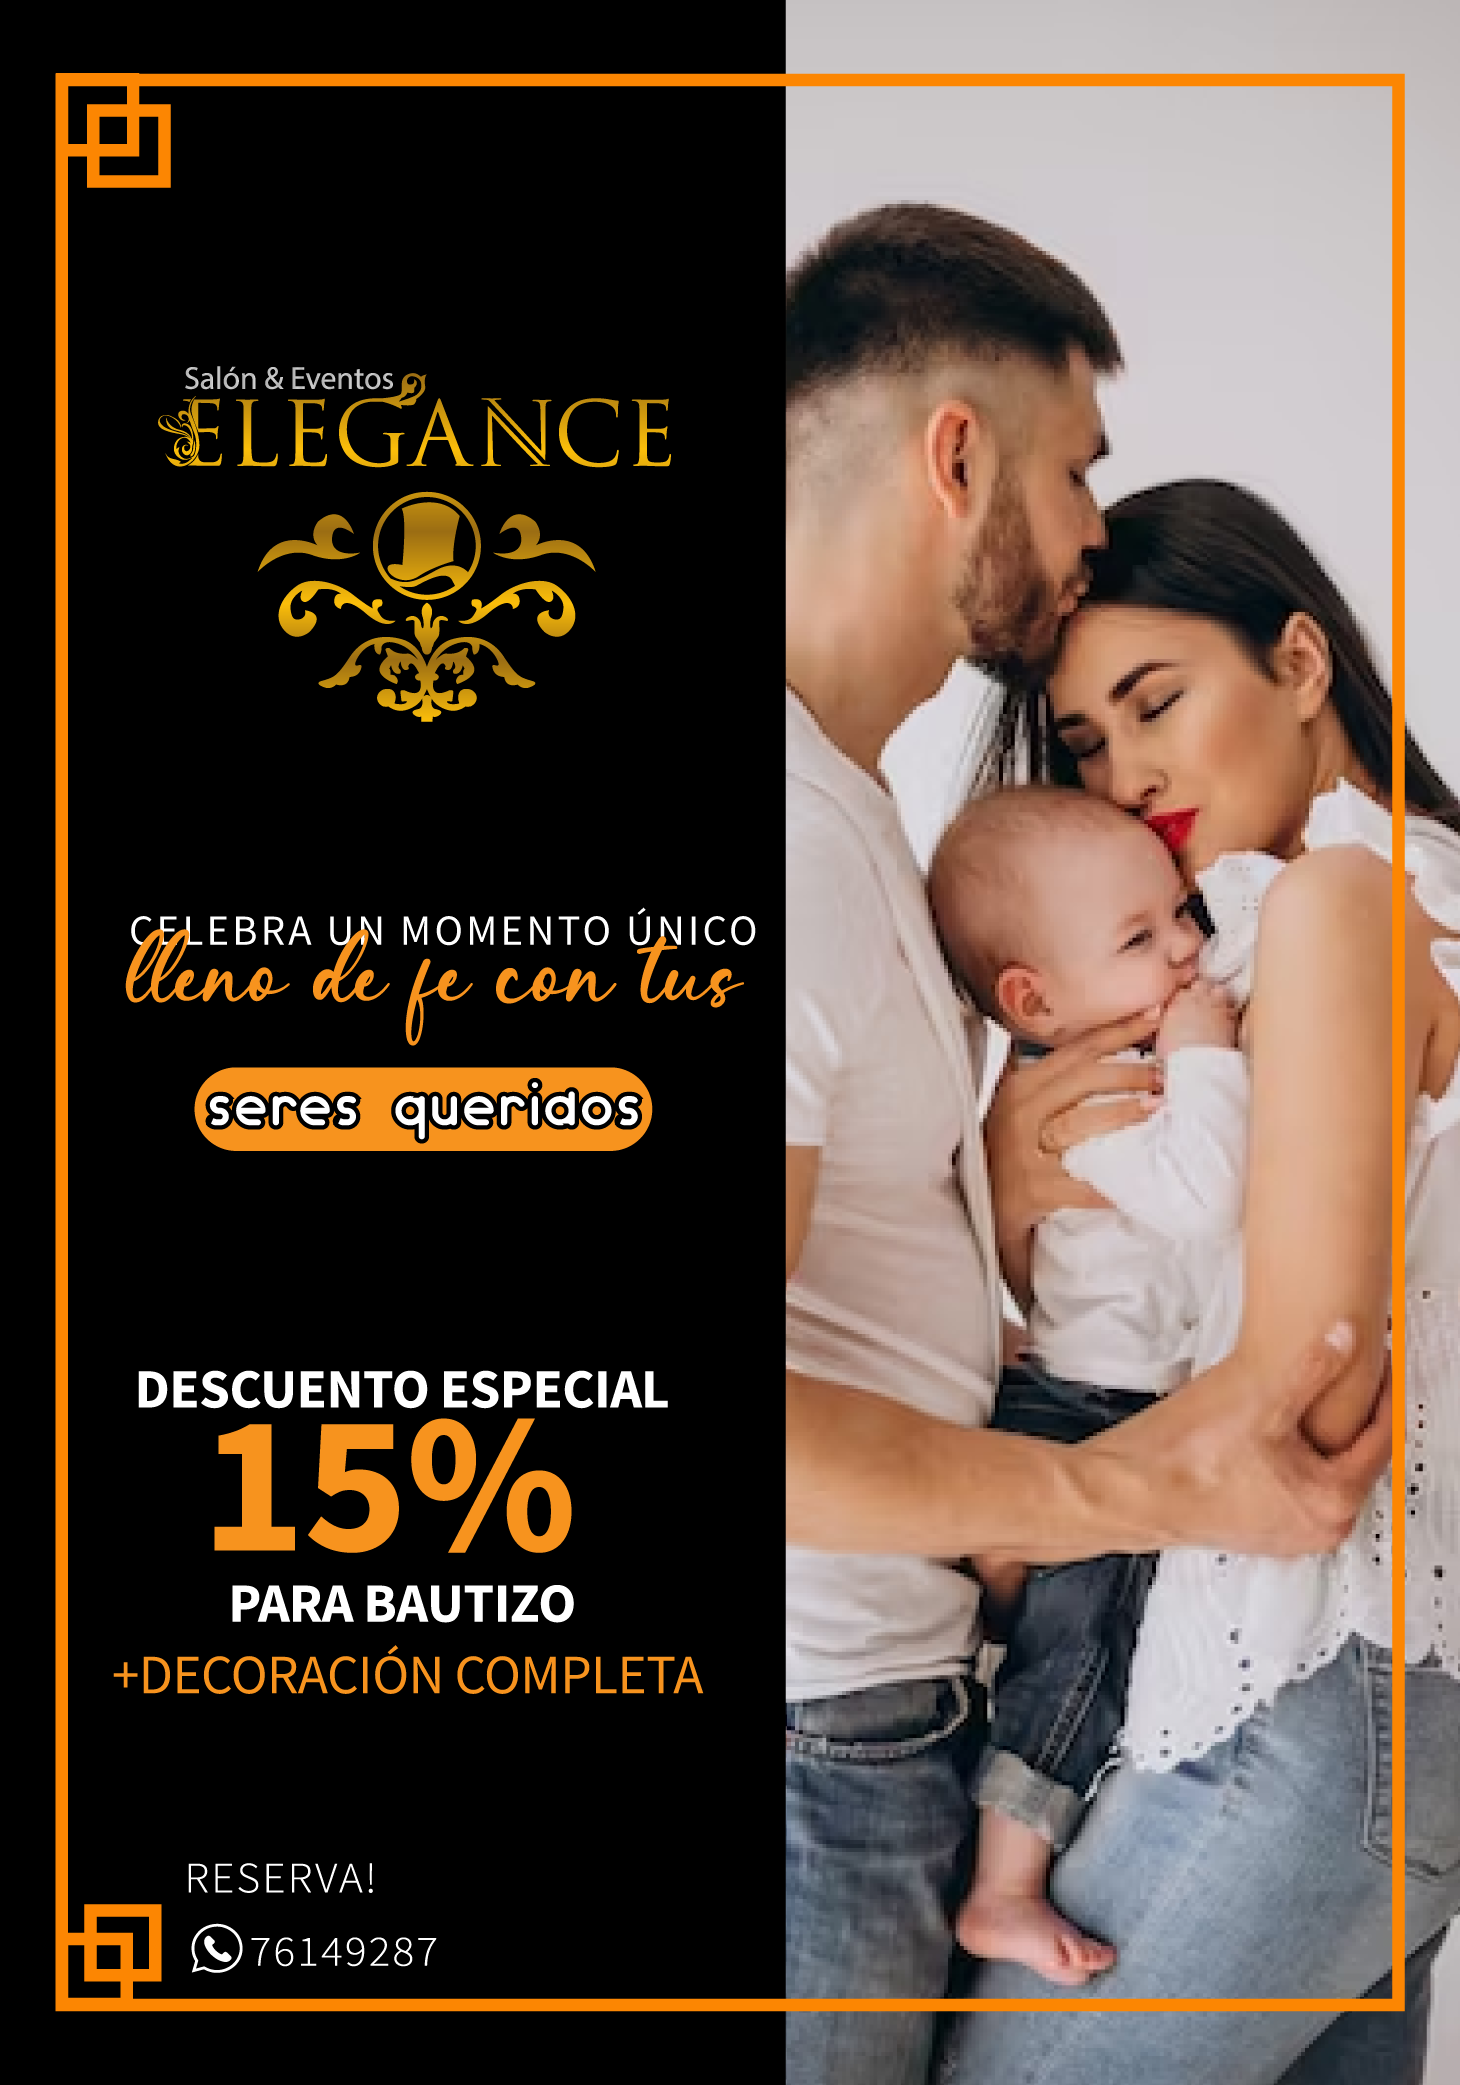 Salón & Eventos
ELEGANCE
CELEBRA UN MOMENTO ÚNICO
lleno de fe con tus
seres queridos
DESCUENTO ESPECIAL
15%
PARA BAUTIZO
+DECORACIÓN COMPLETA
RESERVA!
76149287